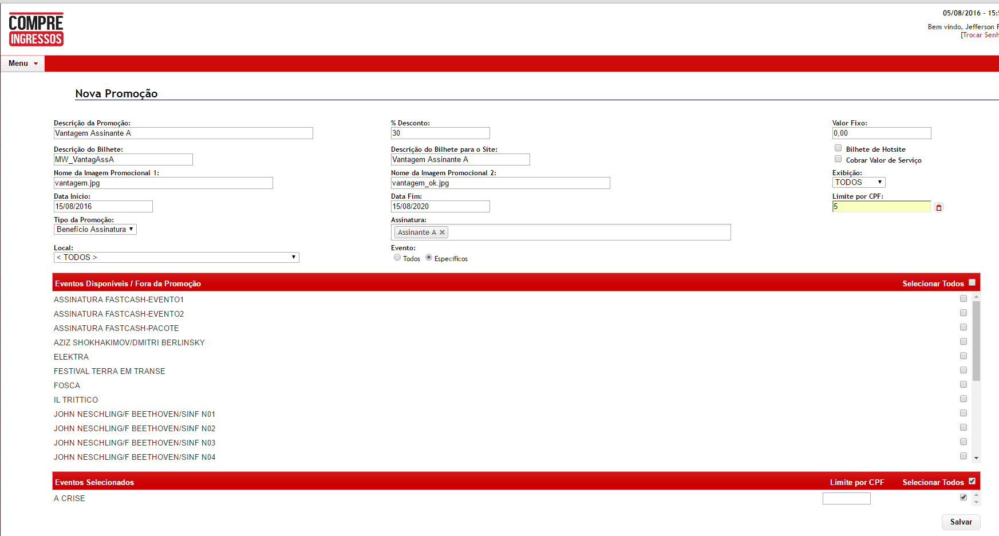 COMPRE
INGRESSOS
05/08/2016 - 15:
Bem vindo, Jefferson
[Trocar Senh
Menu
Nova Promoção
Descrição da Promoção: % Desconto: Valor Fixo:
Vantagem Assinante A 30 0,00
Descrição do Bilhete: Descrição do Bilhete para o Site: Bilhete de Hotsite
MW_VantagAssA Vantagem Assinante A Cobrar Valor de Serviço
Nome da Imagem Promocional 1: Nome da Imagem Promocional 2: Exibição:
vantagem.jpg vantagem_ok.jpg TODOS
Data Início: Data Fim: Limite por CPF:
15/08/2016 15/08/2020 5
Tipo da Promoção: Assinatura:
Benefício Assinatura Assinante A
Local: Evento:
< TODOS > Todos Específicos
Eventos Disponíveis / Fora da Promoção Selecionar Todos
ASSINATURA FASTCASH-EVENTO1
ASSINATURA FASTCASH-EVENTO2
ASSINATURA FASTCASH-PACOTE
AZIZ SHOKHAKIMOV/DMITRI BERLINSKY
ELEKTRA
FESTIVAL TERRA EM TRANSE
FOSCA
IL TRITTICO
JOHN NESCHLING/F BEETHOVEN/SINF N01
JOHN NESCHLING/F BEETHOVEN/SINF N02
JOHN NESCHLING/F BEETHOVEN/SINF N03
JOHN NESCHLING/F BEETHOVEN/SINF N04
Eventos Selecionados Limite por CPF Selecionar Todos
A CRISE
Salvar